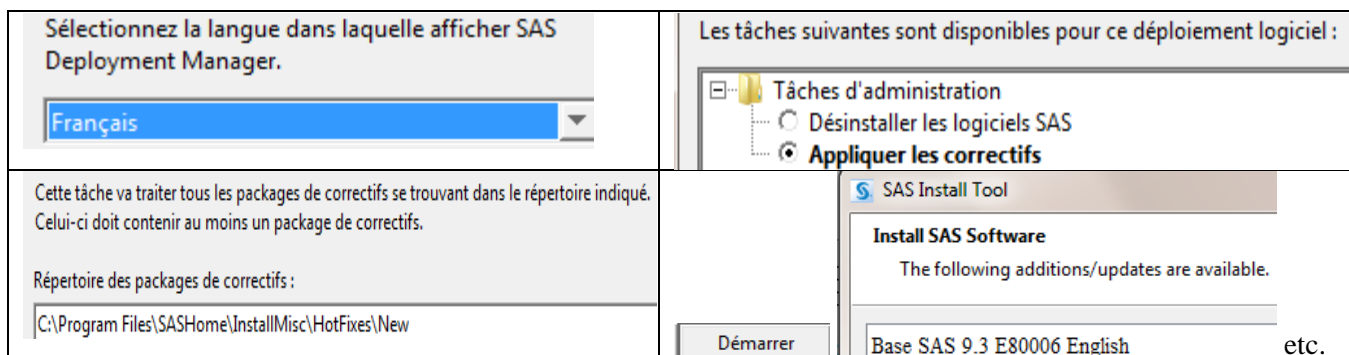 Sélectionnez la langue dans laquelle afficher SAS
Deployment Manager.
Français
Les tâches suivantes sont disponibles pour ce déploiement logiciel :
Tâches d'administration
Désinstaller les logiciels SAS
Appliquer les correctifs
Cette tâche va traiter tous les packages de correctifs se trouvant dans le répertoire indiqué.
Celui-ci doit contenir au moins un package de correctifs.
Répertoire des packages de correctifs :
C:\Program Files\SASHome\InstallMisc\HotFixes\New
Démarrer
SAS Install Tool
Install SAS Software
The following additions/updates are available.
Base SAS 9.3 E80006 English
etc.